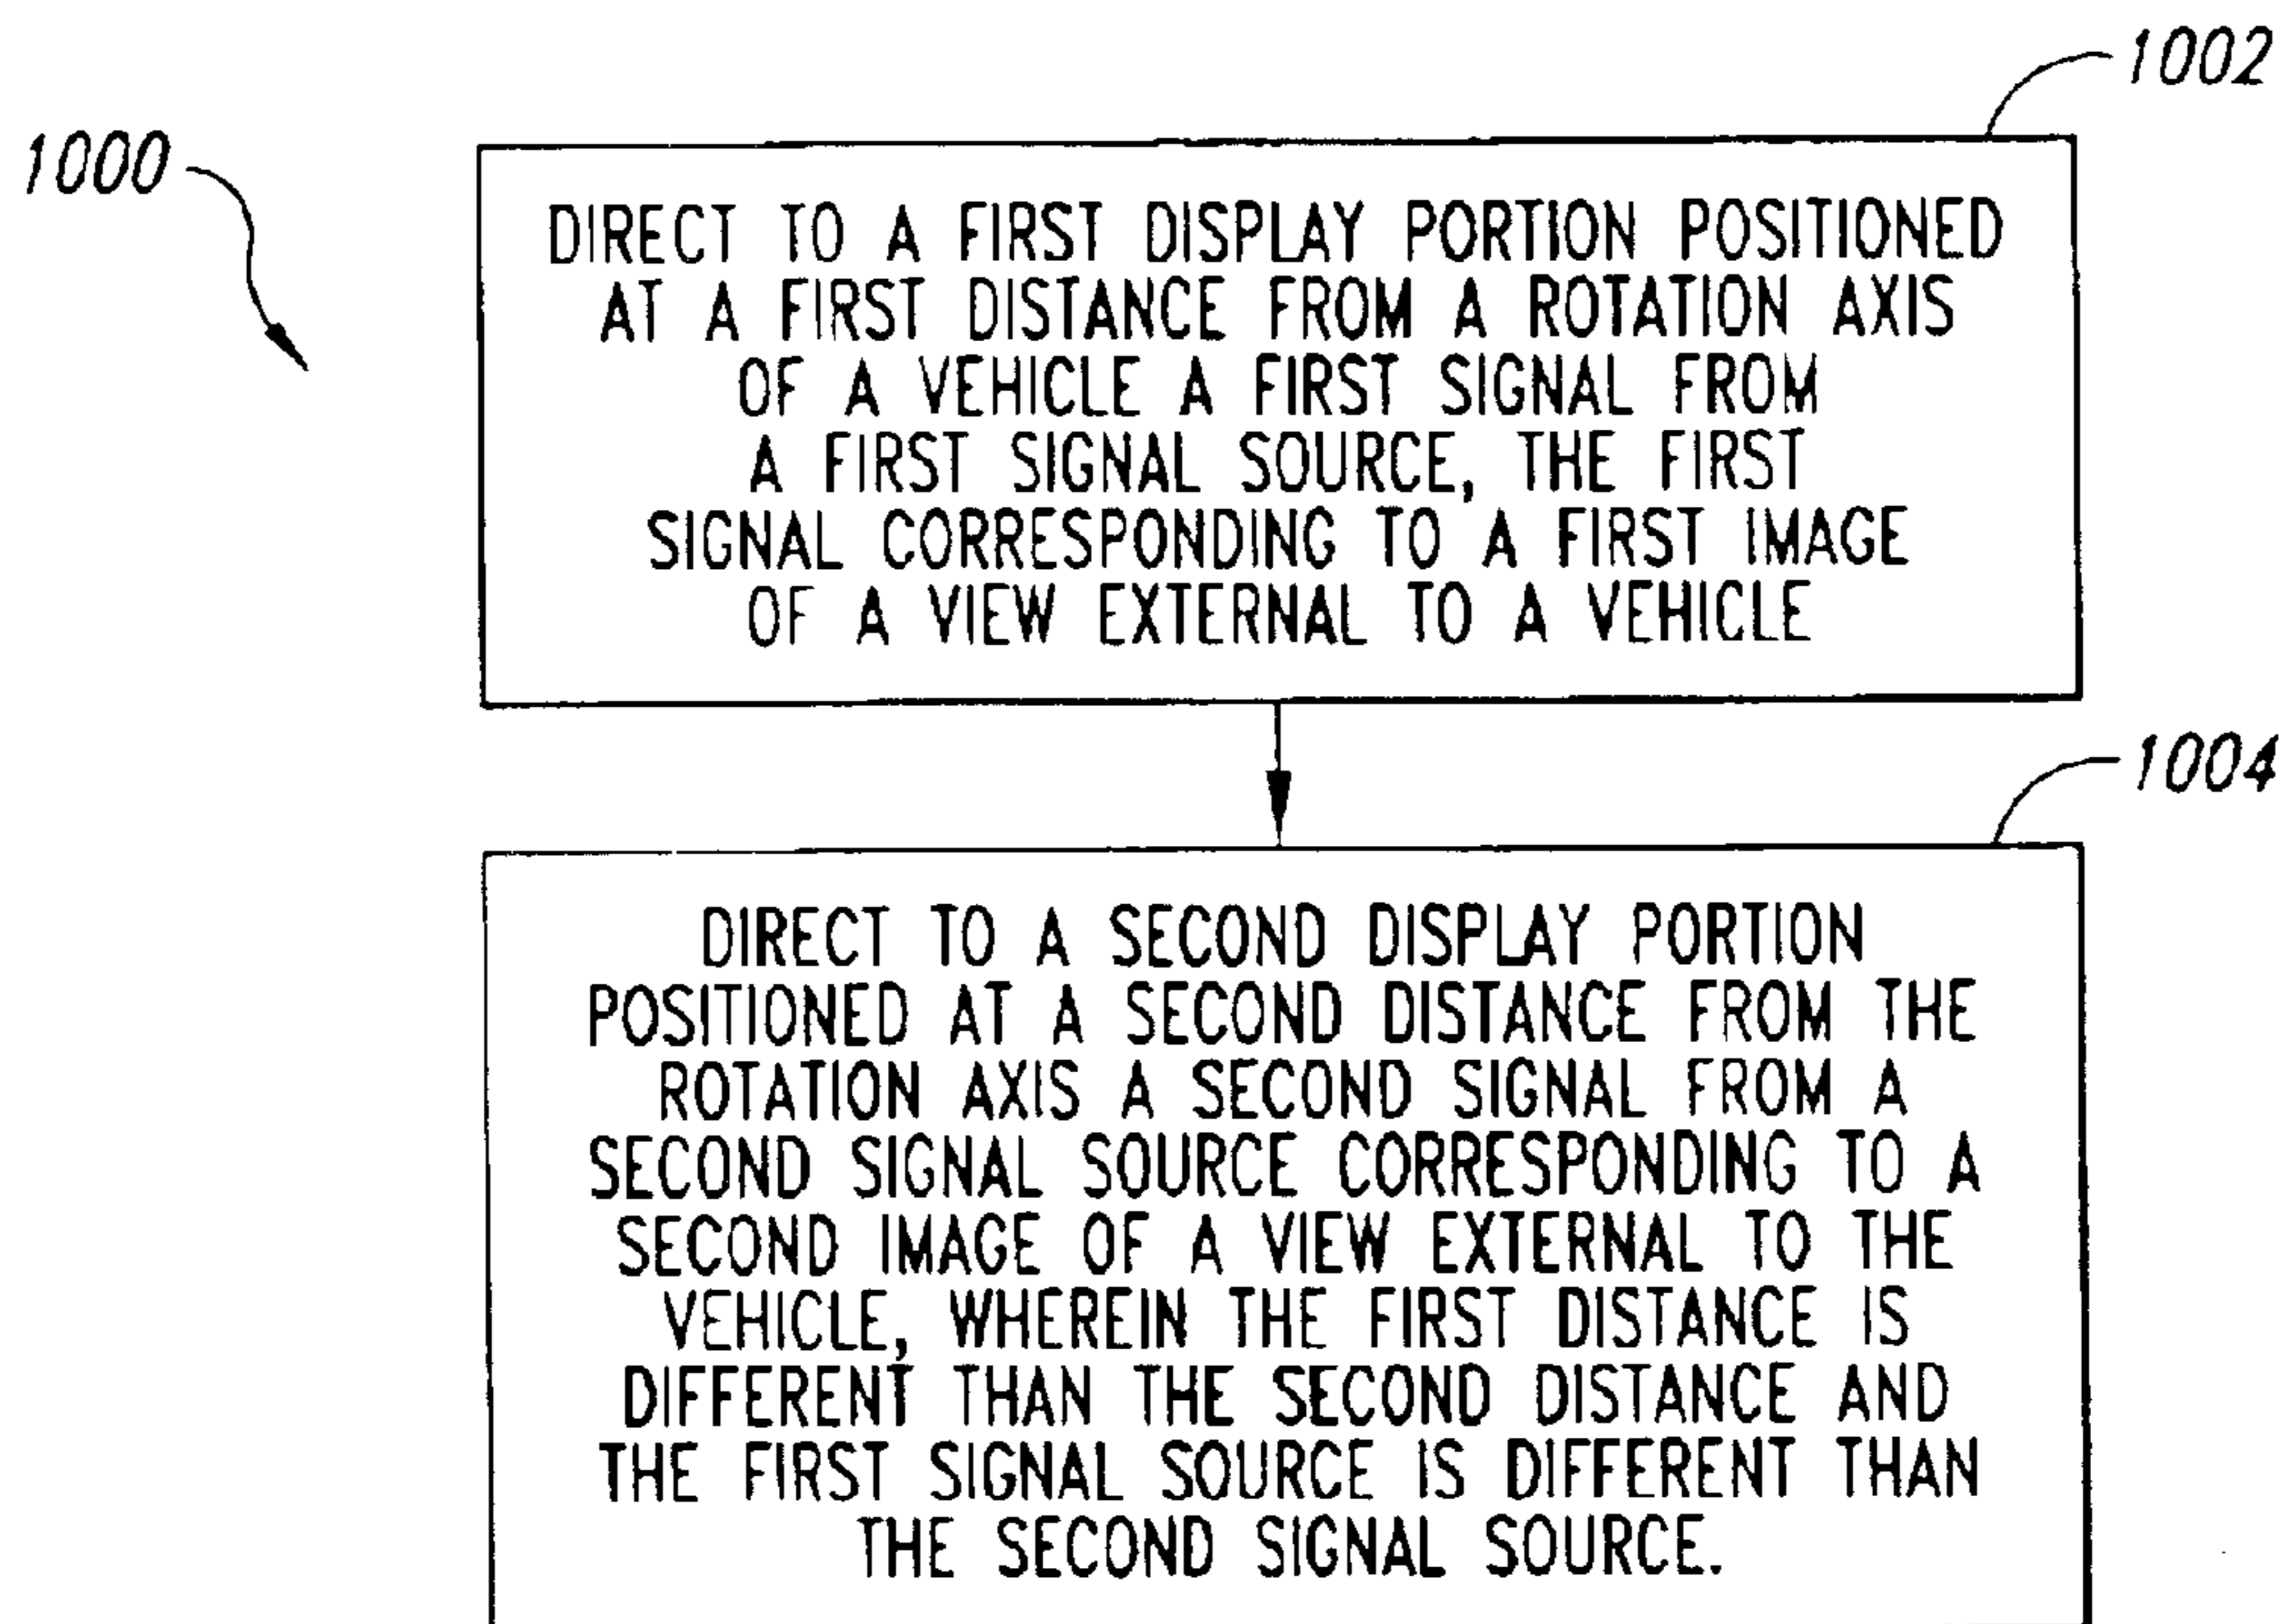 1002
1000
DIRECT TO A FIRST DISPLAY PORTION POSITIONED
AT A FIRST DISTANCE FROM A ROTATION AXIS
OF A VEHICLE A FIRST SIGNAL FROM
A FIRST SIGNAL SOURCE, THE FIRST
SIGNAL CORRESPONDING TO A FIRST IMAGE
OF A VIEW EXTERNAL TO A VEHICLE
1004
DIRECT TO A SECOND DISPLAY PORTION
POSITIONED AT A SECOND DISTANCE FROM THE
ROTATION AXIS A SECOND SIGNAL FROM A
SECOND SIGNAL SOURCE CORRESPONDING TO A
SECOND IMAGE OF A VIEW EXTERNAL TO THE
VEHICLE, WHEREIN THE FIRST DISTANCE IS
DIFFERENT THAN THE SECOND DISTANCE AND
THE FIRST SIGNAL SOURCE IS DIFFERENT THAN
THE SECOND SIGNAL SOURCE.